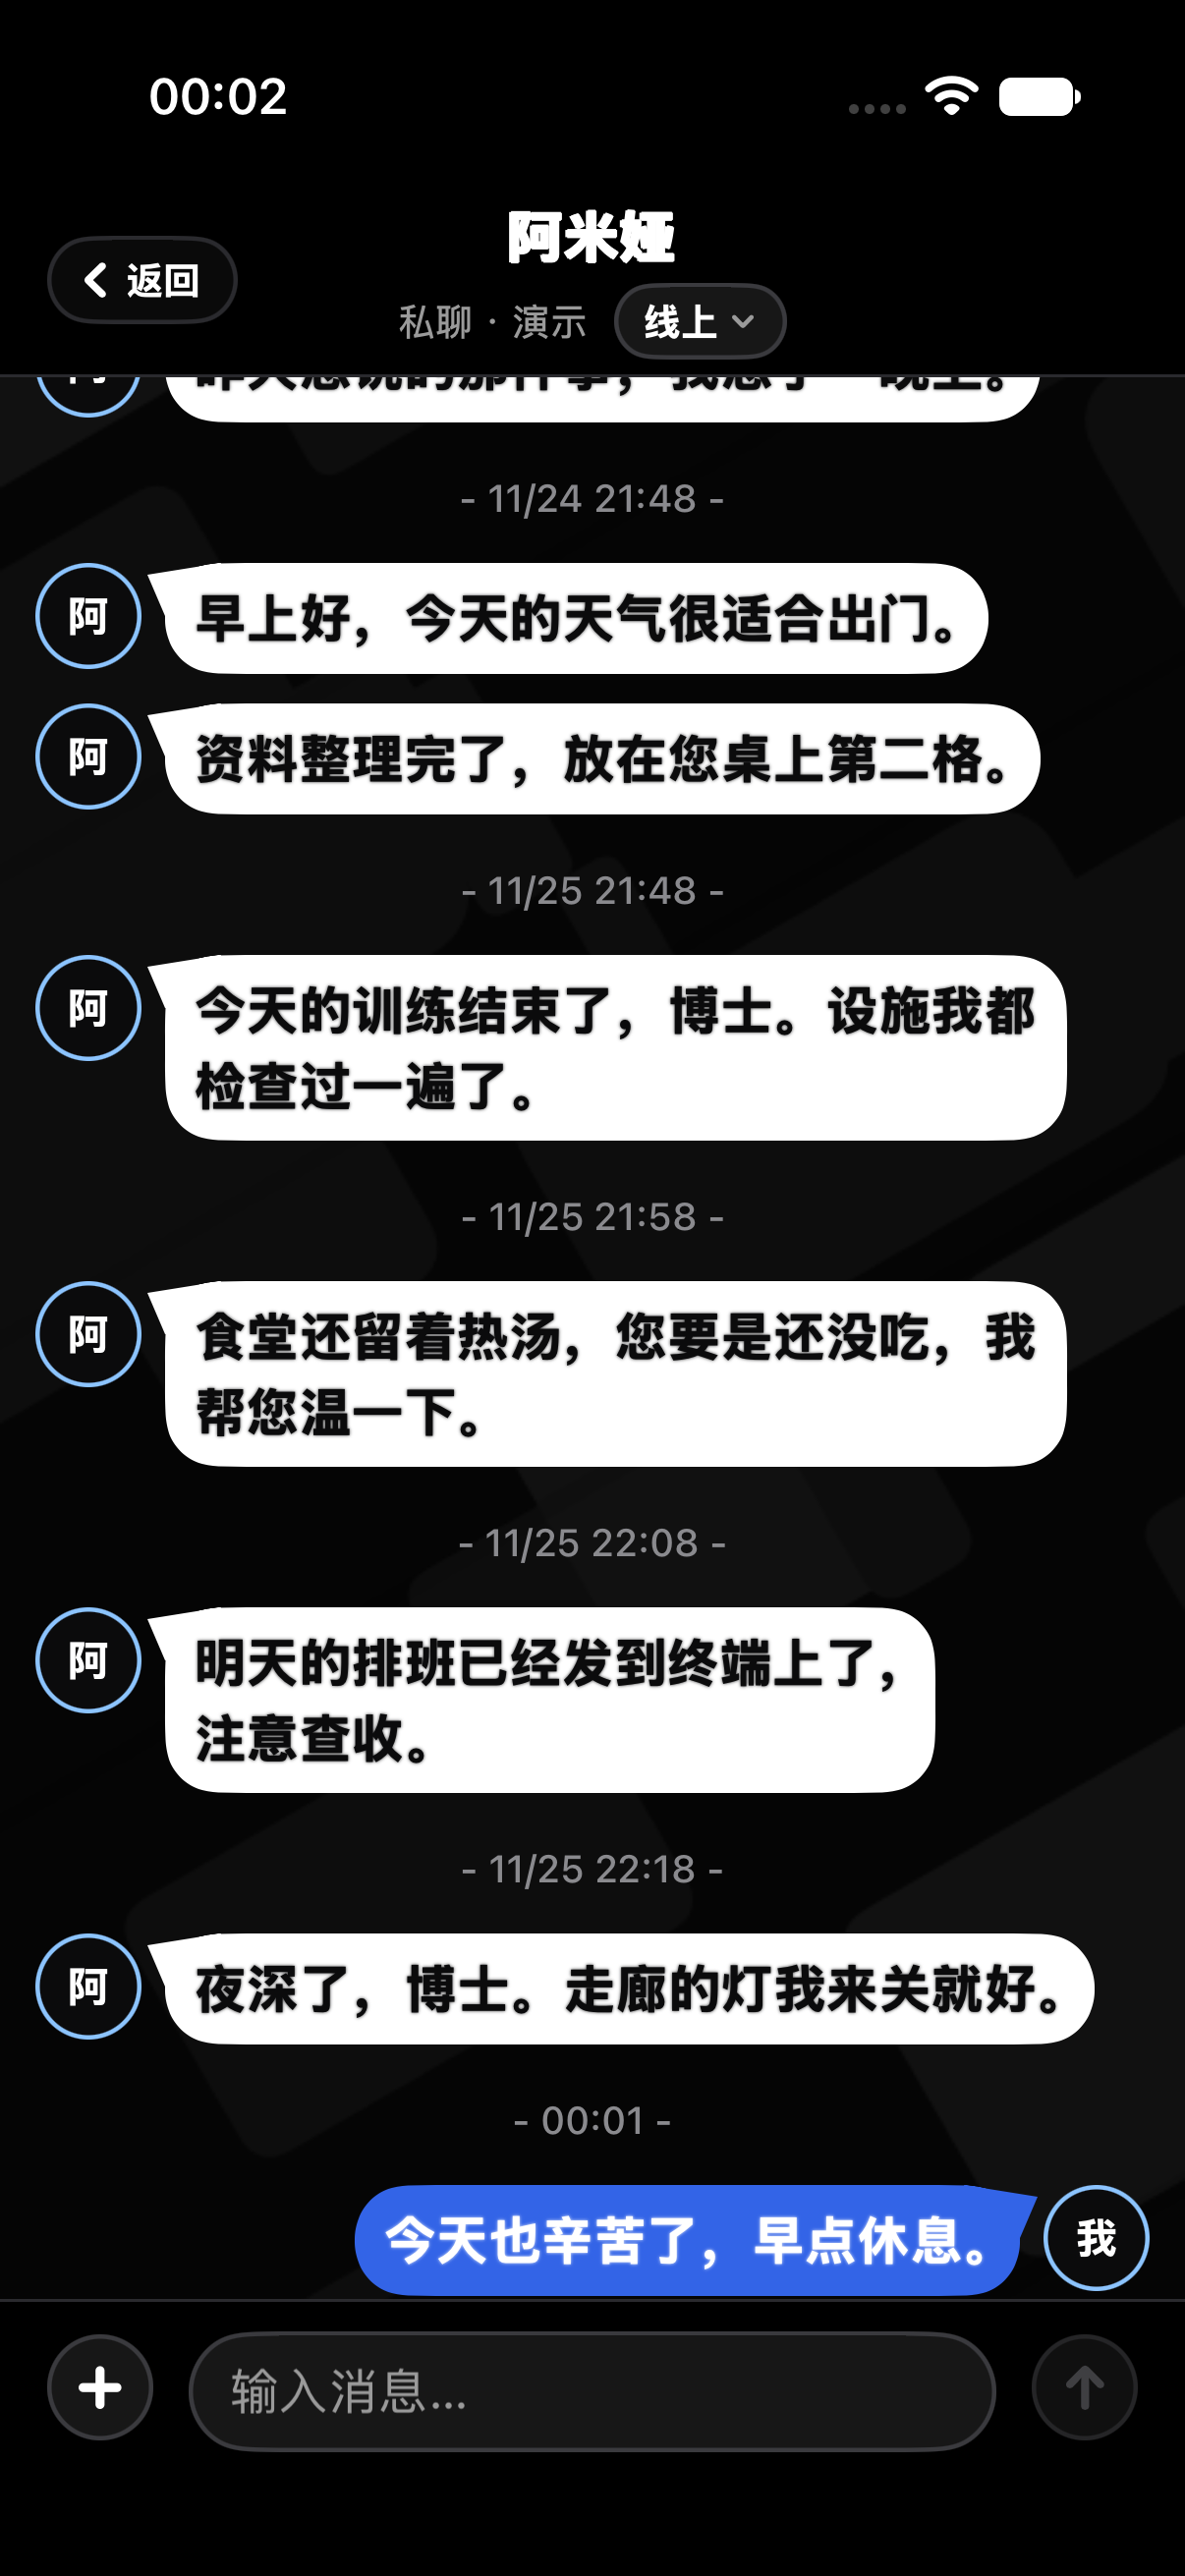 00:02
阿米娅
返回
私聊 · 演示
线上
- 11/24 21:48 -
阿
早上好，今天的天气很适合出门。
阿
资料整理完了，放在您桌上第二格。
- 11/25 21:48 -
阿
今天的训练结束了，博士。设施我都
检查过一遍了。
- 11/25 21:58 -
阿
食堂还留着热汤，您要是还没吃，我
帮您温一下。
- 11/25 22:08 -
阿
明天的排班已经发到终端上了，
注意查收。
- 11/25 22:18 -
阿
夜深了，博士。走廊的灯我来关就好。
- 00:01 -
今天也辛苦了，早点休息。
我
输入消息...